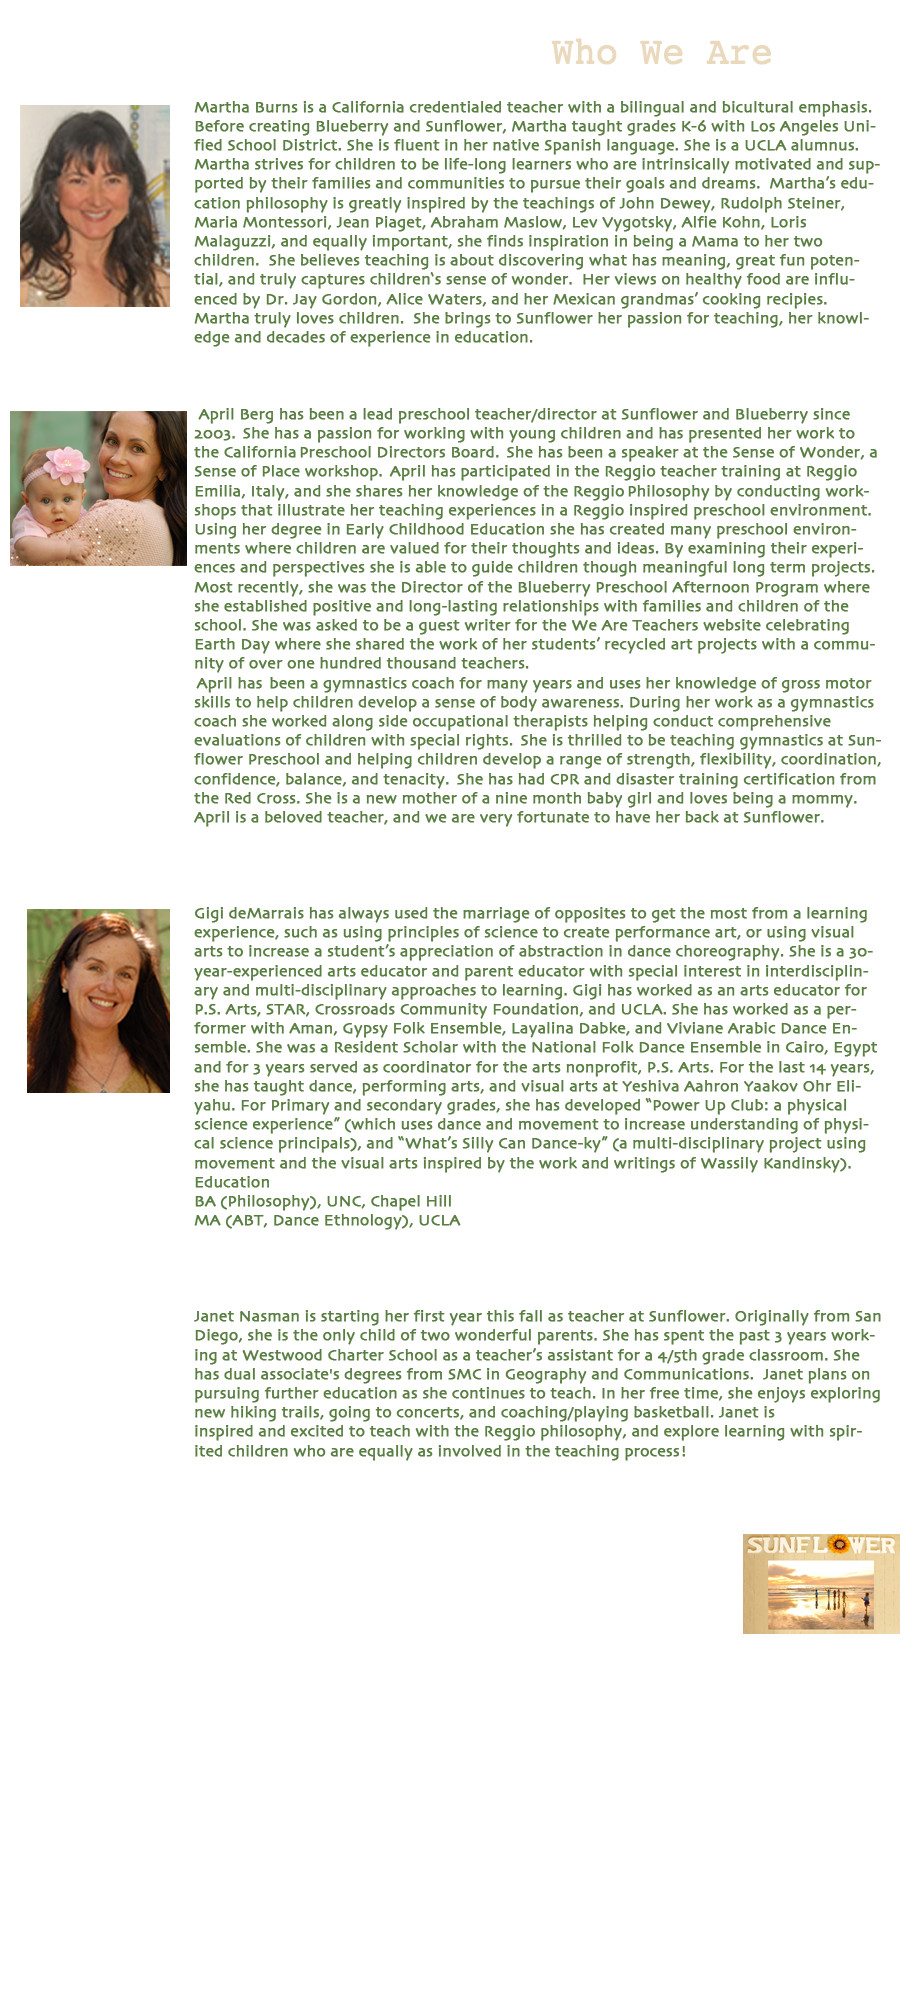 Who We Are
Martha Burns is a California credentialed teacher with a bilingual and bicultural emphasis.
Before creating Blueberry and Sunflower, Martha taught grades K-6 with Los Angeles Uni-
fied School District. She is fluent in her native Spanish language. She is a UCLA alumnus.
Martha strives for children to be life-long learners who are intrinsically motivated and sup-
ported by their families and communities to pursue their goals and dreams.  Martha’s edu-
cation philosophy is greatly inspired by the teachings of John Dewey, Rudolph Steiner,
Maria Montessori, Jean Piaget, Abraham Maslow, Lev Vygotsky, Alfie Kohn, Loris
Malaguzzi, and equally important, she finds inspiration in being a Mama to her two
children.  She believes teaching is about discovering what has meaning, great fun poten-
tial, and truly captures children‘s sense of wonder.  Her views on healthy food are influ-
enced by Dr. Jay Gordon, Alice Waters, and her Mexican grandmas’ cooking recipies.
Martha truly loves children.  She brings to Sunflower her passion for teaching, her knowl-
edge and decades of experience in education.
April Berg has been a lead preschool teacher/director at Sunflower and Blueberry since
2003.  She has a passion for working with young children and has presented her work to
the California Preschool Directors Board.  She has been a speaker at the Sense of Wonder, a
Sense of Place workshop.  April has participated in the Reggio teacher training at Reggio
Emilia, Italy, and she shares her knowledge of the Reggio Philosophy by conducting work-
shops that illustrate her teaching experiences in a Reggio inspired preschool environment.
Using her degree in Early Childhood Education she has created many preschool environ-
ments where children are valued for their thoughts and ideas. By examining their experi-
ences and perspectives she is able to guide children though meaningful long term projects.
Most recently, she was the Director of the Blueberry Preschool Afternoon Program where
she established positive and long-lasting relationships with families and children of the
school. She was asked to be a guest writer for the We Are Teachers website celebrating
Earth Day where she shared the work of her students’ recycled art projects with a commu-
nity of over one hundred thousand teachers.
April has  been a gymnastics coach for many years and uses her knowledge of gross motor
skills to help children develop a sense of body awareness. During her work as a gymnastics
coach she worked along side occupational therapists helping conduct comprehensive
evaluations of children with special rights.  She is thrilled to be teaching gymnastics at Sun-
flower Preschool and helping children develop a range of strength, flexibility, coordination,
confidence, balance, and tenacity.  She has had CPR and disaster training certification from
the Red Cross. She is a new mother of a nine month baby girl and loves being a mommy.
April is a beloved teacher, and we are very fortunate to have her back at Sunflower.
Gigi deMarrais has always used the marriage of opposites to get the most from a learning
experience, such as using principles of science to create performance art, or using visual
arts to increase a student’s appreciation of abstraction in dance choreography. She is a 30-
year-experienced arts educator and parent educator with special interest in interdisciplin-
ary and multi-disciplinary approaches to learning. Gigi has worked as an arts educator for
P.S. Arts, STAR, Crossroads Community Foundation, and UCLA. She has worked as a per-
former with Aman, Gypsy Folk Ensemble, Layalina Dabke, and Viviane Arabic Dance En-
semble. She was a Resident Scholar with the National Folk Dance Ensemble in Cairo, Egypt
and for 3 years served as coordinator for the arts nonprofit, P.S. Arts. For the last 14 years,
she has taught dance, performing arts, and visual arts at Yeshiva Aahron Yaakov Ohr Eli-
yahu. For Primary and secondary grades, she has developed “Power Up Club: a physical
science experience” (which uses dance and movement to increase understanding of physi-
cal science principals), and “What’s Silly Can Dance-ky” (a multi-disciplinary project using
movement and the visual arts inspired by the work and writings of Wassily Kandinsky).
Education
BA (Philosophy), UNC, Chapel Hill
MA (ABT, Dance Ethnology), UCLA
Janet Nasman is starting her first year this fall as teacher at Sunflower. Originally from San
Diego, she is the only child of two wonderful parents. She has spent the past 3 years work-
ing at Westwood Charter School as a teacher’s assistant for a 4/5th grade classroom. She
has dual associate's degrees from SMC in Geography and Communications.  Janet plans on
pursuing further education as she continues to teach. In her free time, she enjoys exploring
new hiking trails, going to concerts, and coaching/playing basketball. Janet is
inspired and excited to teach with the Reggio philosophy, and explore learning with spir-
ited children who are equally as involved in the teaching process!
SUNFLOWER